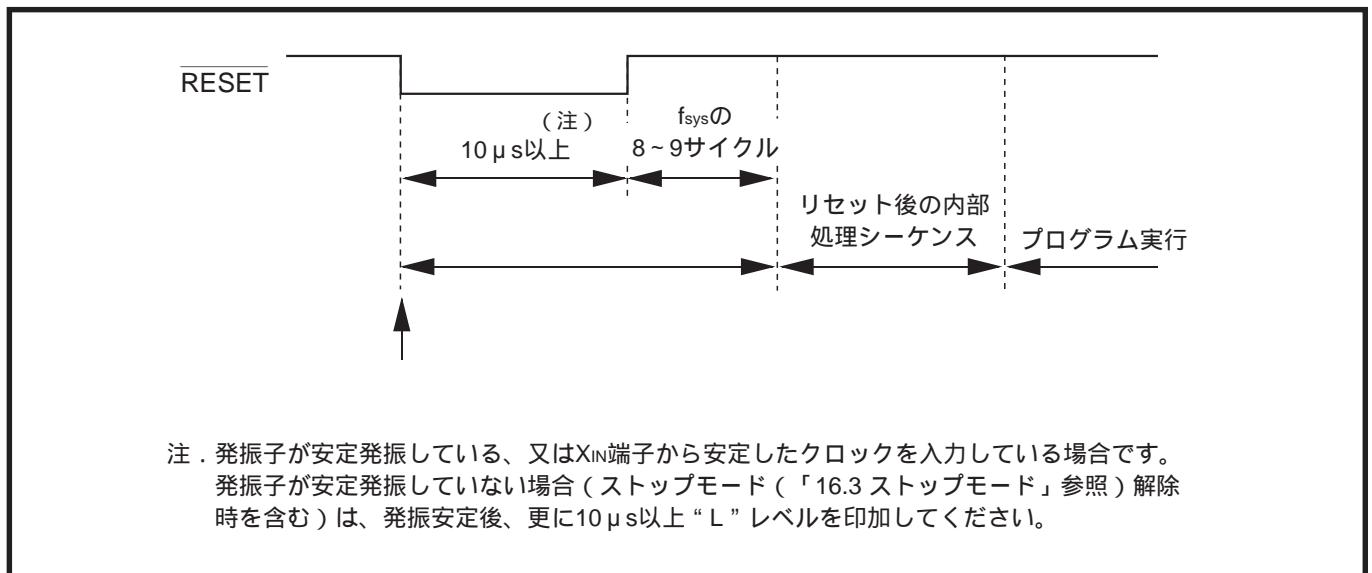 RESET
（注）
10μs以上
fsysの
8~9サイクル
リセット後の内部
処理シーケンス
プログラム実行
注．発振子が安定発振している、又はXIN端子から安定したクロックを入力している場合です。
発振子が安定発振していない場合（ストップモード（「16.3 ストップモード」参照）解除
時を含む）は、発振安定後、更に10μs以上“L”レベルを印加してください。